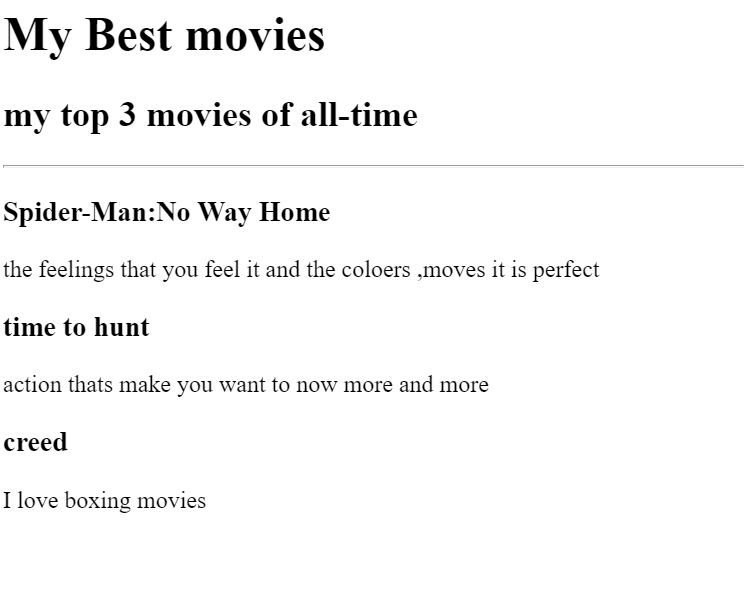 My Best movies
my top 3 movies of all-time
Spider-Man:No Way Home
the feelings that you feel it and the coloers ,moves it is perfect
time to hunt
action thats make you want to now more and more
creed
I love boxing movies